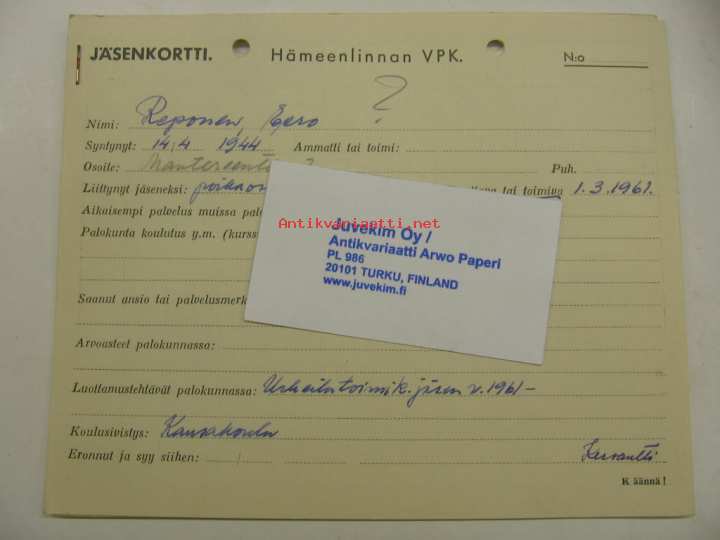 JÄSENKORTTI. Hämeenlinnan VPK. N:o
?
Nimi: Reponen, Eero
Syntynyt: 14/4 1944 Ammatti tai toimi:
Osoite: Puh.
Liittynyt jäseneksi: tai toimiva 1.3.1961.
Aikaisempi palvelus muissa
Palokunta koulutus y.m.
Saanut ansio tai
Arvoasteet palokunnassa:
Luottamustehtävät palokunnassa: Urheilutoimik. jäsen v. 1961 –
Koulusivistys: Kansakoulu
Eronnut ja syy siihen:
K äännä!
Antikvariaatti.net
Juvekim Oy /
Antikvariaatti Arwo Paperi
PL 986
20101 TURKU, FINLAND
www.juvekim.fi